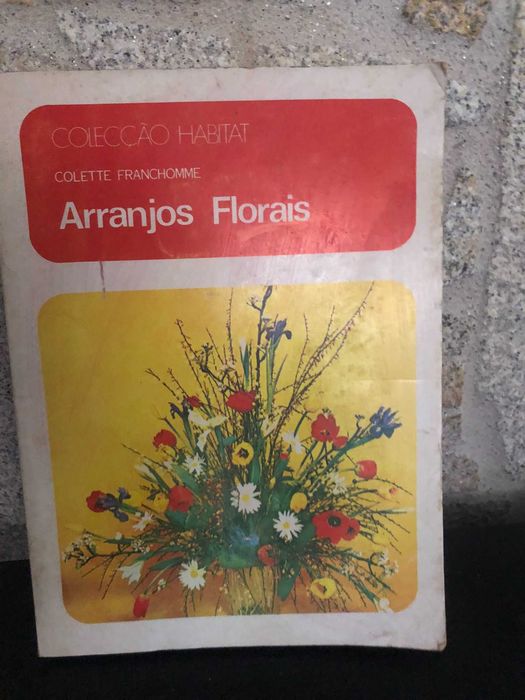 COLECÇÃO HABITAT
COLETTE FRANCHOMME
Arranjos Florais